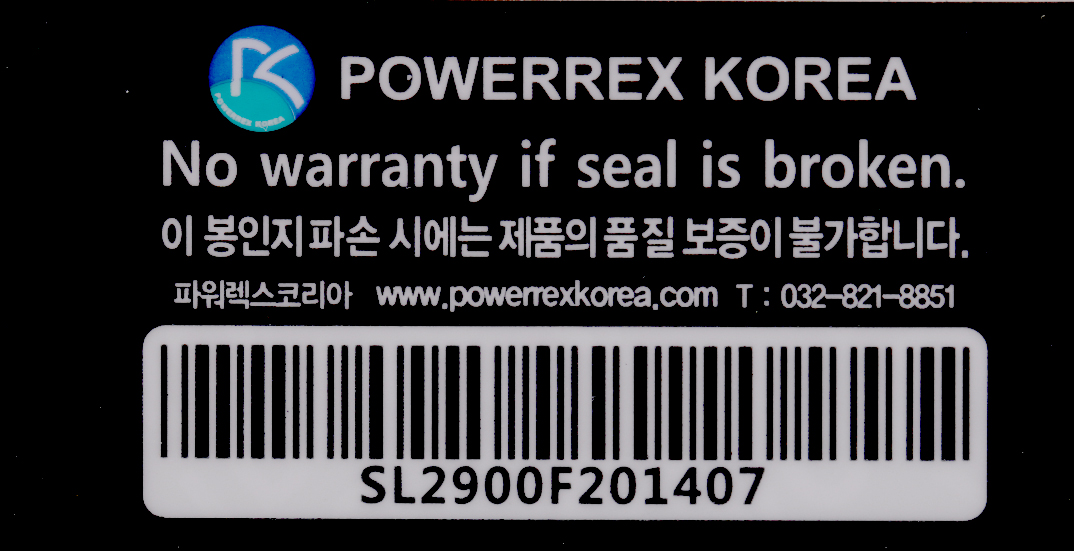 POWERREX KOREA
POWERREX KOREA
No warranty if seal is broken.
이 봉인지 파손 시에는 제품의 품질 보증이 불가합니다.
파워렉스코리아 www.powerrexkorea.com T : 032-821-8851
SL2900F201407